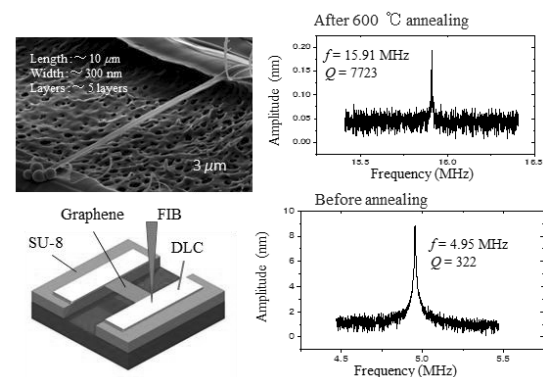 Length: ~ 10 μm
Width: ~ 300 nm
Layers: ~ 5 layers
3 μm
Graphene
FIB
SU-8
DLC
After 600 ℃ annealing
0.20
0.15
0.10
0.05
0.00
f = 15.91 MHz
Q = 7723
Amplitude (nm)
15.5
16.0
16.5
Frequency (MHz)
Before annealing
10
8
6
4
2
0
f = 4.95 MHz
Q = 322
Amplitude (nm)
4.5
5.0
5.5
Frequency (MHz)